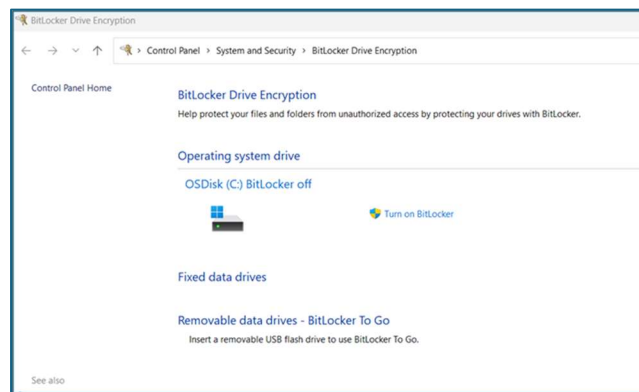 BitLocker Drive Encryption
Control Panel > System and Security > BitLocker Drive Encryption
Control Panel Home
BitLocker Drive Encryption
Help protect your files and folders from unauthorized access by protecting your drives with BitLocker.
Operating system drive
OSDisk (C:) BitLocker off
Turn on BitLocker
Fixed data drives
Removable data drives - BitLocker To Go
Insert a removable USB flash drive to use BitLocker To Go.
See also